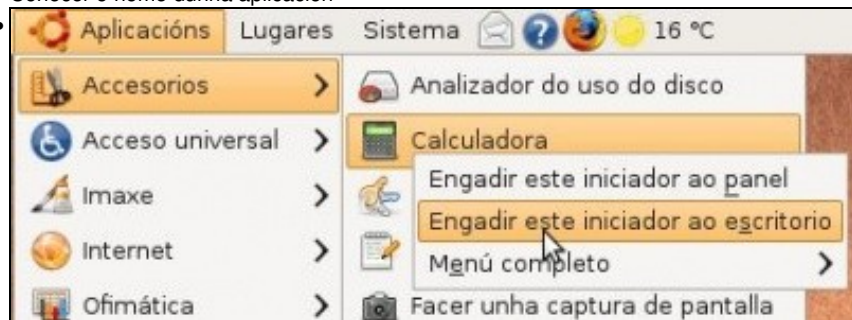 Aplicacións Lugares Sistema 16 ºC
Accesorios
Acceso universal
Imaxe
Internet
Ofimática
Analizador do uso do disco
Calculadora
Engadir este iniciador ao panel
Engadir este iniciador ao escritorio
Menú completo
Facer unha captura de pantalla